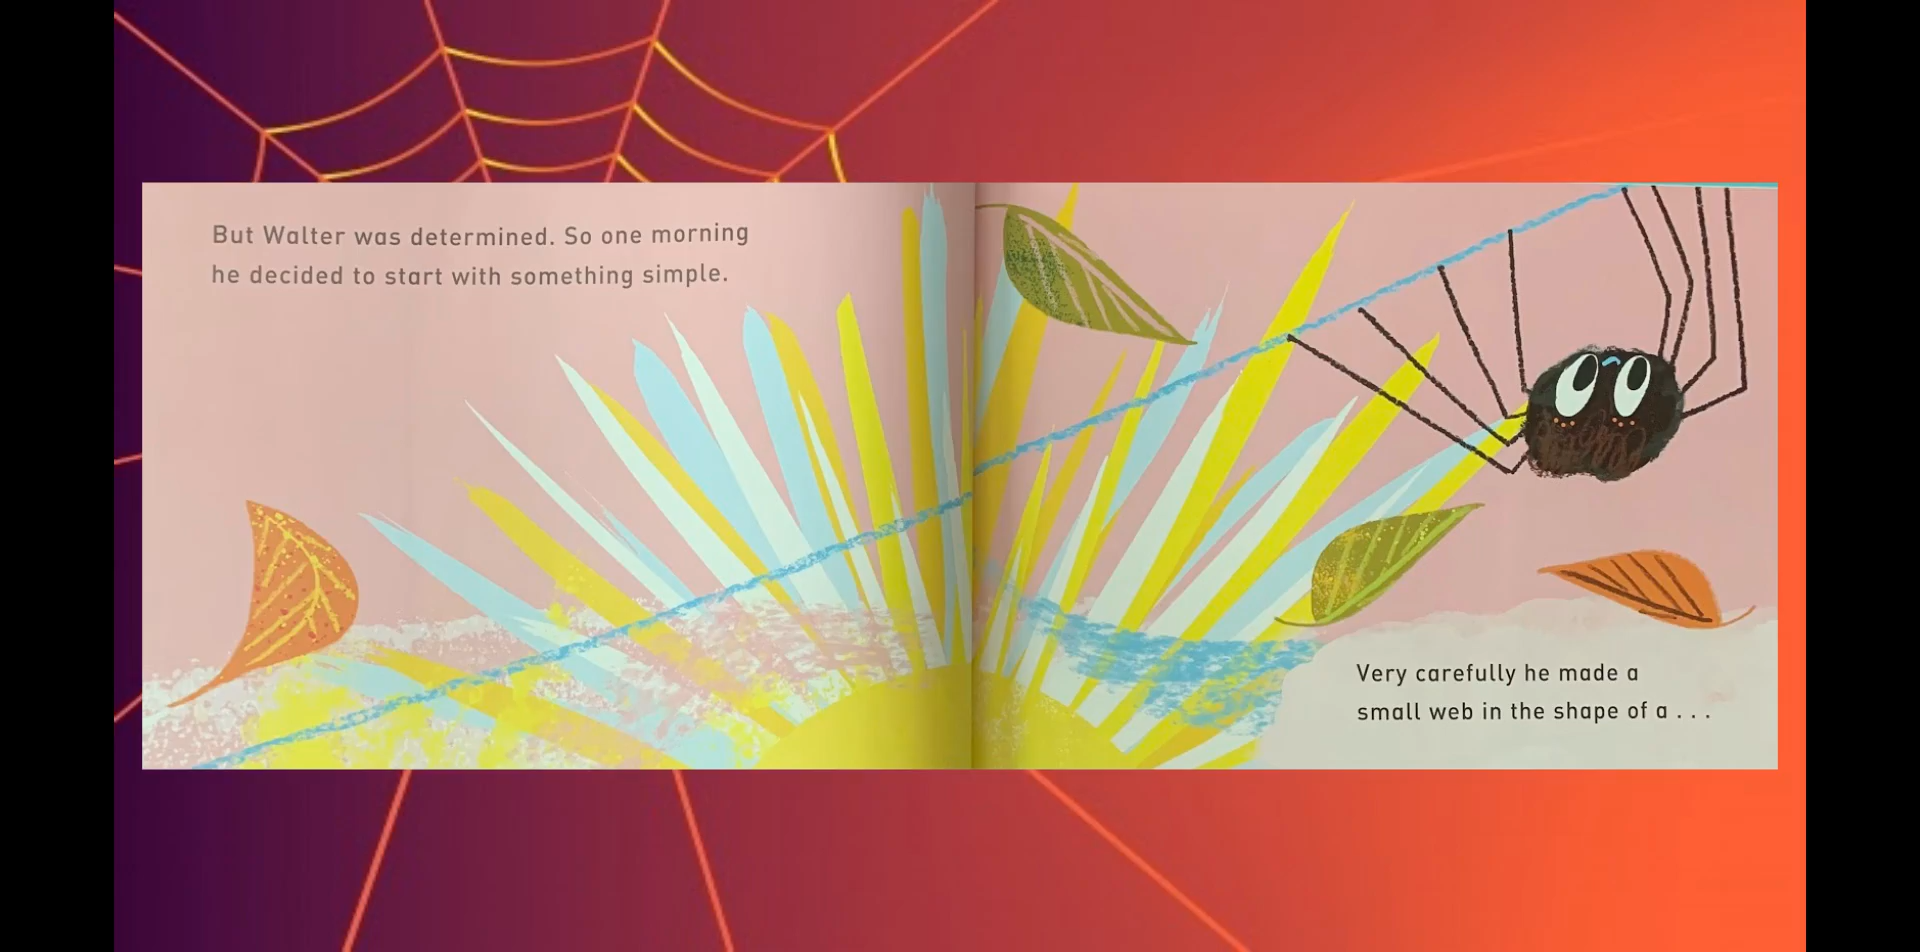 But Walter was determined. So one morning
he decided to start with something simple.
Very carefully he made a
small web in the shape of a . . .